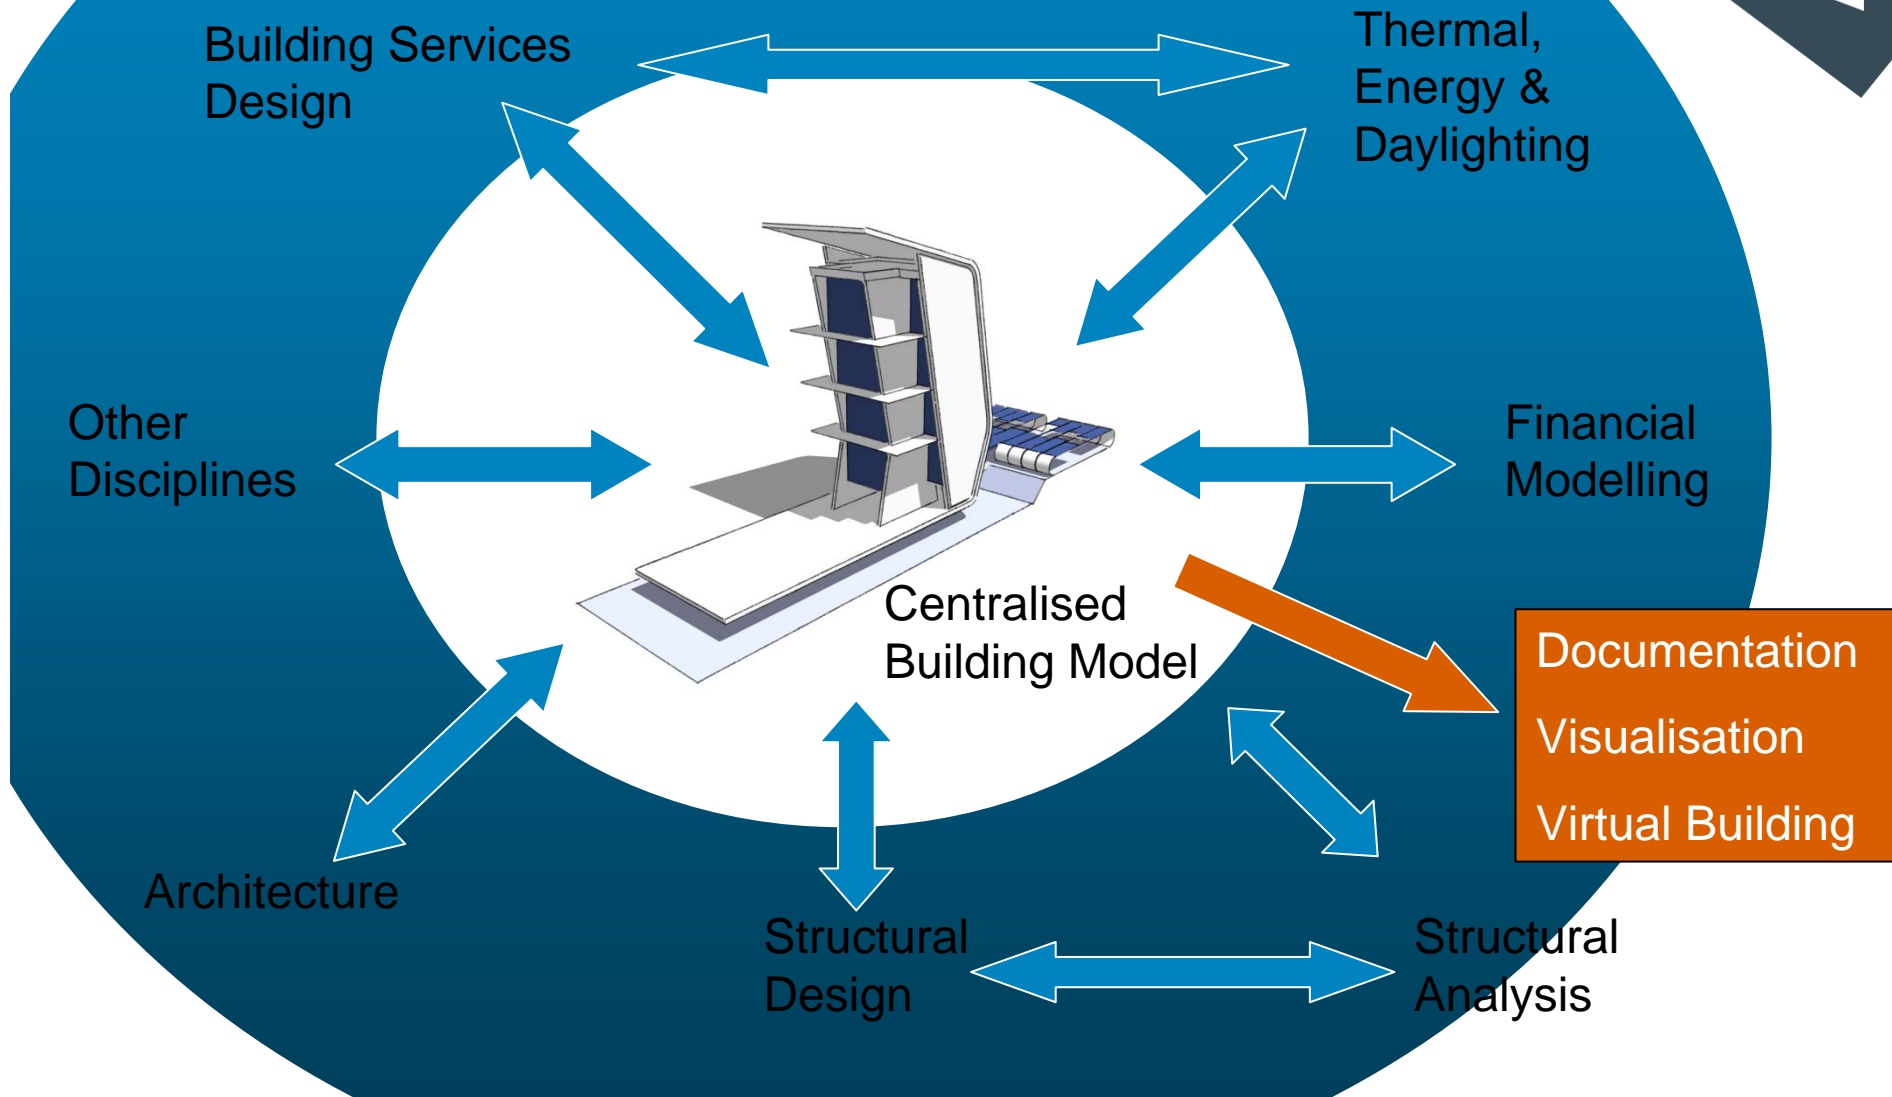 Building Services
Design
Thermal,
Energy &
Daylighting
Other
Disciplines
Financial
Modelling
Centralised
Building Model
Documentation
Visualisation
Virtual Building
Architecture
Structural
Design
Structural
Analysis